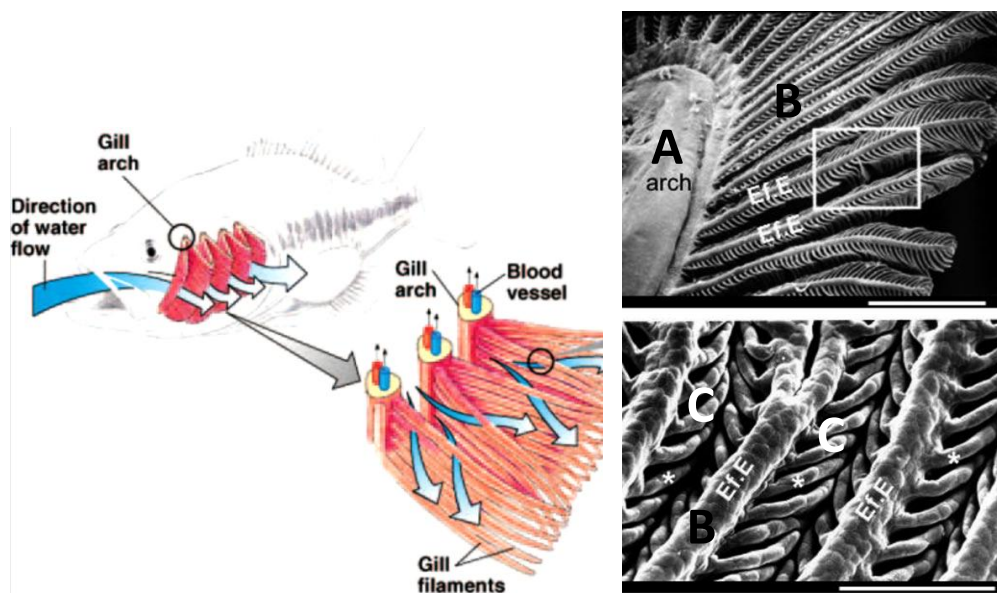 Gill
arch
Direction
of water
flow
Gill
arch
Blood
vessel
Gill
filaments
A
arch
B
Ef.E
Ef.E
C
C
*
*
*
Ef.E
Ef.E
B